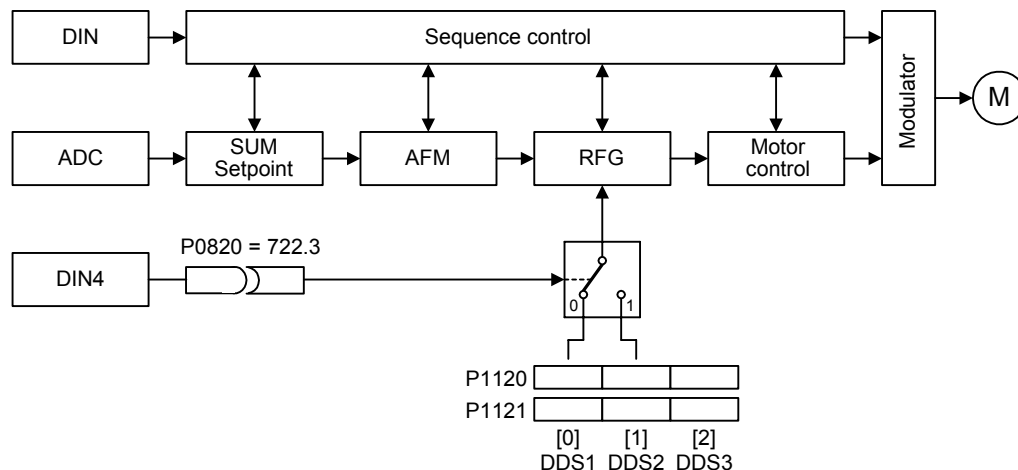 DIN
Sequence control
Modulator
M
ADC
SUM
Setpoint
AFM
RFG
Motor
control
P0820 = 722.3
DIN4
0
1
P1120
P1121
[0]
[1]
[2]
DDS1
DDS2
DDS3